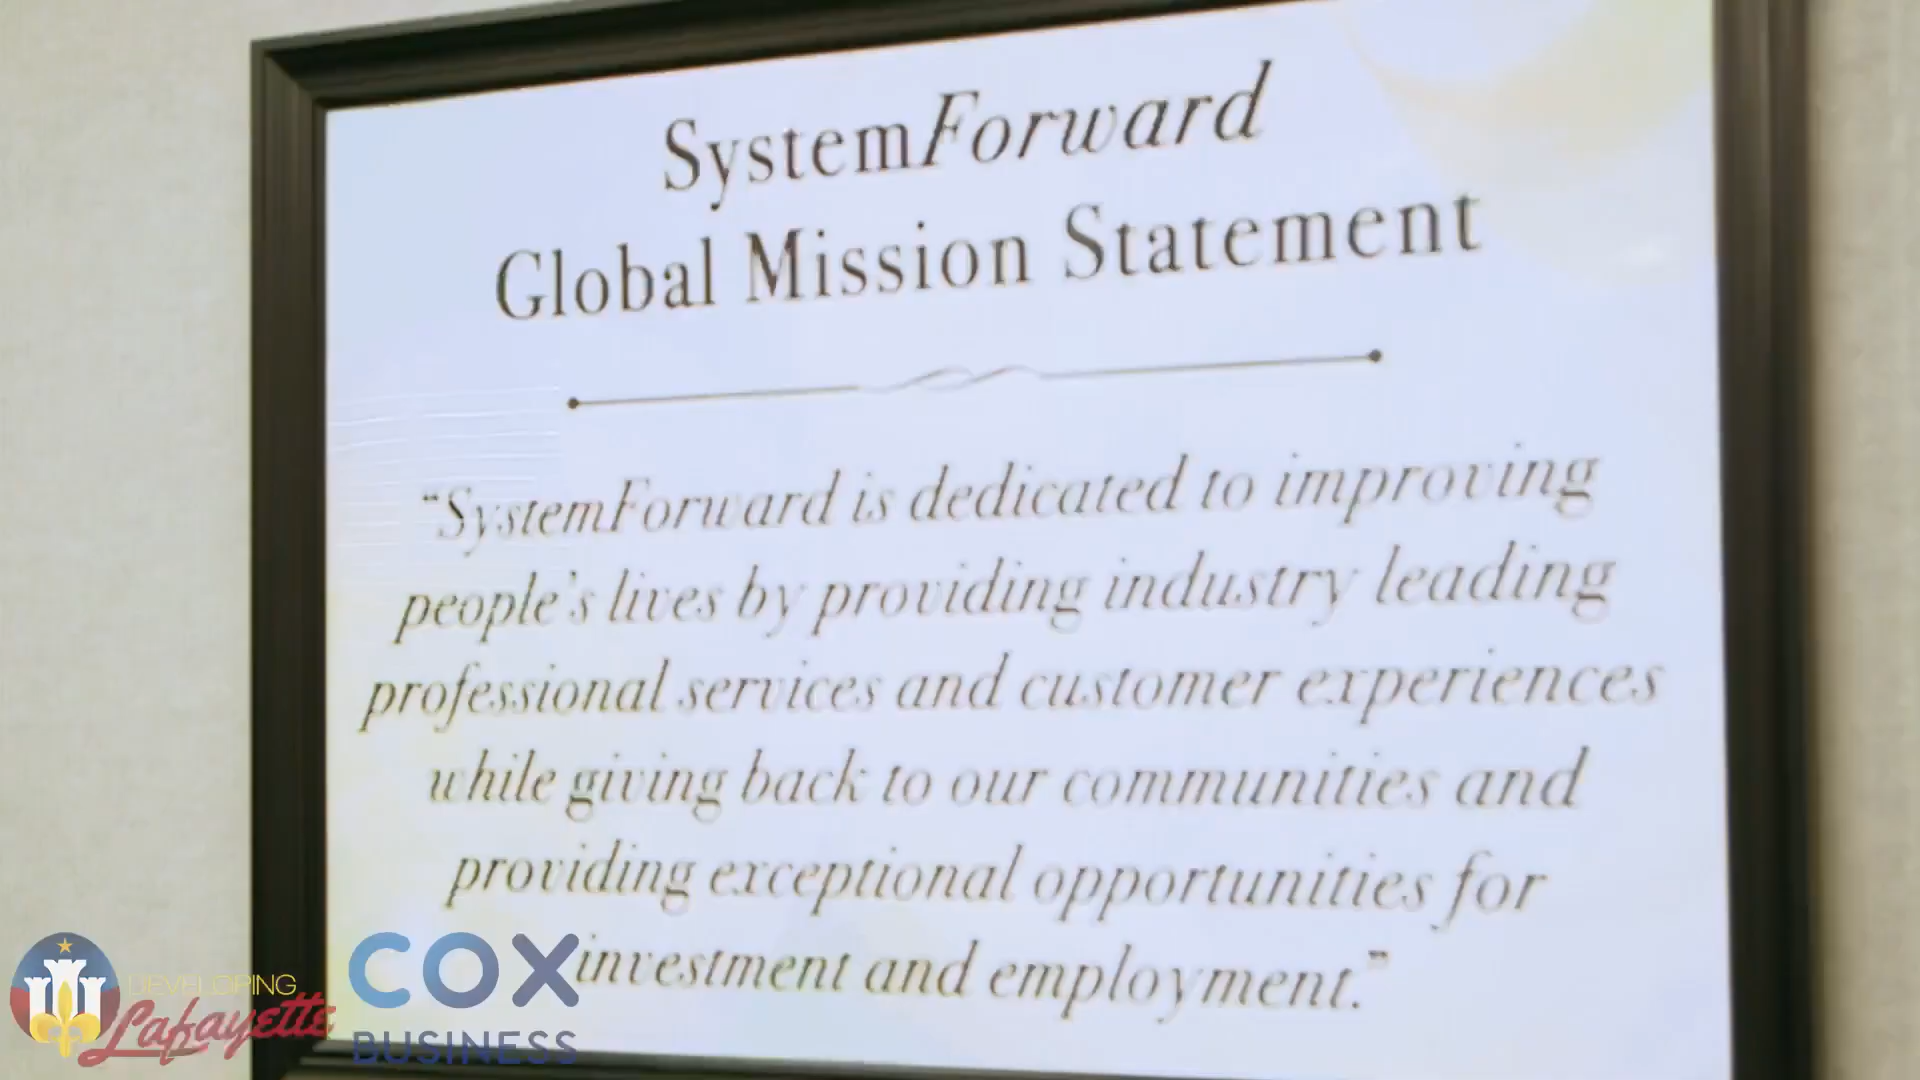 SystemForward
Global Mission Statement
“SystemForward is dedicated to improving
people's lives by providing industry leading
professional services and customer experiences
while giving back to our communities and
providing exceptional opportunities for
investment and employment.”
DEVELOPING
Lafayette
COX
BUSINESS